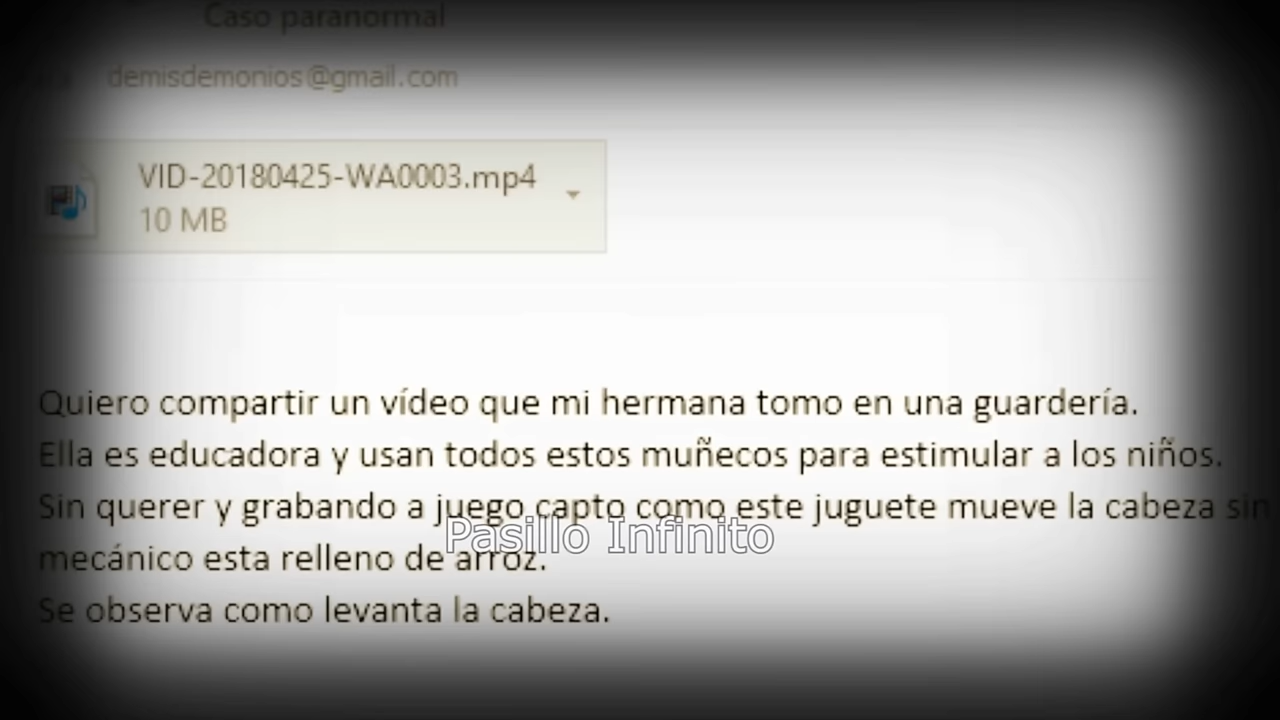 Caso paranormal
demisdemonios@gmail.com
VID-20180425-WA0003.mp4
10 MB
Quiero compartir un vídeo que mi hermana tomo en una guardería.
Ella es educadora y usan todos estos muñecos para estimular a los niños.
Sin querer y grabando a juego capto como este juguete mueve la cabeza sin
Pasillo Infinito
mecánico esta relleno de arroz.
Se observa como levanta la cabeza.